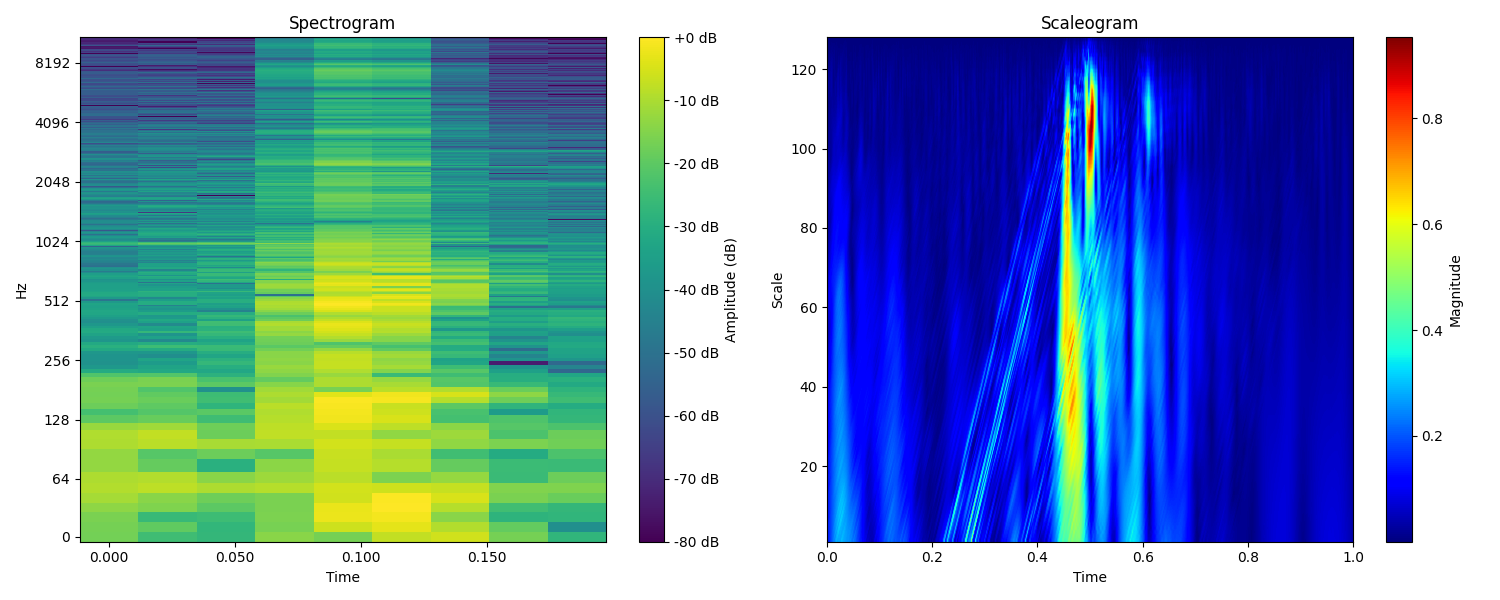 Spectrogram
Hz
8192
4096
2048
1024
512
256
128
64
0
0.000
0.050
0.100
0.150
Time
+0 dB
-10 dB
-20 dB
-30 dB
-40 dB
-50 dB
-60 dB
-70 dB
-80 dB
Amplitude (dB)
Scaleogram
Scale
120
100
80
60
40
20
0.0
0.2
0.4
0.6
0.8
1.0
Time
0.8
0.6
0.4
0.2
Magnitude